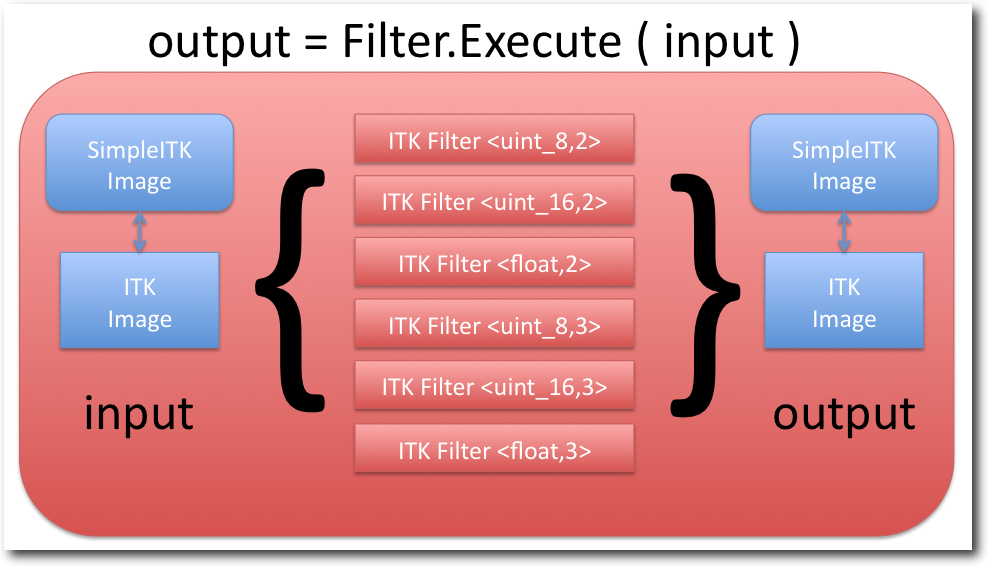 output = Filter.Execute ( input )
SimpleITK
Image
ITK
Image
input
{
ITK Filter <uint_8,2>
ITK Filter <uint_16,2>
ITK Filter <float,2>
ITK Filter <uint_8,3>
ITK Filter <uint_16,3>
ITK Filter <float,3>
}
SimpleITK
Image
ITK
Image
output